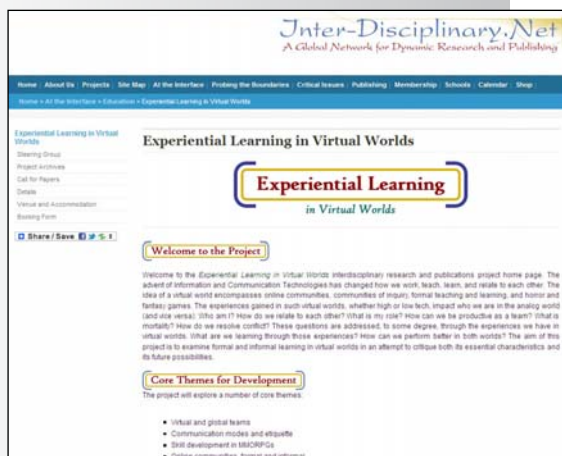 Inter-Disciplinary.Net
A Global Network for Dynamic Research and Publishing
Home | About Us | Projects | Site Map | At the Interface | Probing the Boundaries | Critical Issues | Publishing | Membership | Schools | Calendar | Shop
Home » At the Interface » Education » Experiential Learning in Virtual Worlds
Experiential Learning in Virtual
Worlds
Steering Group
Project Archives
Call for Papers
Details
Venue and Accommodation
Booking Form
Share / Save
Experiential Learning in Virtual Worlds
Experiential Learning
in Virtual Worlds
Welcome to the Project
Welcome to the Experiential Learning in Virtual Worlds interdisciplinary research and publications project home page. The
advent of Information and Communication Technologies has changed how we work, teach, learn, and relate to each other. The
idea of a virtual world encompasses online communities, communities of inquiry, formal teaching and learning, and horror and
fantasy games. The experiences gained in such virtual worlds, whether high or low tech, impact who we are in the analog world
(and vice versa). Who am I? How do we relate to each other? What is my role? How can we be productive as a team? What is
mortality? How do we resolve conflict? These questions are addressed, to some degree, through the experiences we have in
virtual worlds. What are we learning through those experiences? How can we perform better in both worlds? The aim of this
project is to examine formal and informal learning in virtual worlds in an attempt to critique both its essential characteristics and
its future possibilities.
Core Themes for Development
The project will explore a number of core themes:
Virtual and global teams
Communication modes and etiquette
Skill development in MMORPGs
Online communities, formal and informal